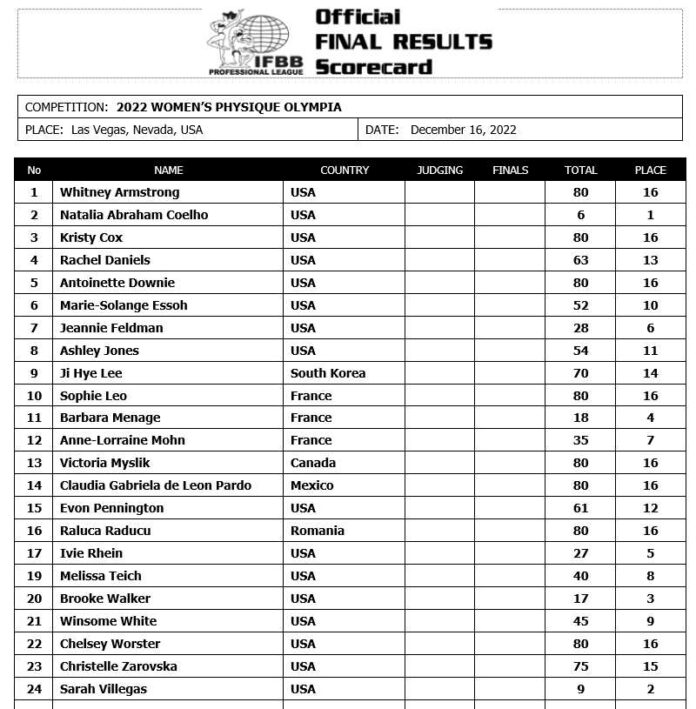 Official
FINAL RESULTS
Scorecard
IFBB
PROFESSIONAL LEAGUE
COMPETITION: 2022 WOMEN'S PHYSIQUE OLYMPIA
PLACE: Las Vegas, Nevada, USA DATE: December 16, 2022
No NAME COUNTRY JUDGING FINALS TOTAL PLACE
1 Whitney Armstrong USA 80 16
2 Natalia Abraham Coelho USA 6 1
3 Kristy Cox USA 80 16
4 Rachel Daniels USA 63 13
5 Antoinette Downie USA 80 16
6 Marie-Solange Essoh USA 52 10
7 Jeannie Feldman USA 28 6
8 Ashley Jones USA 54 11
9 Ji Hye Lee South Korea 70 14
10 Sophie Leo France 80 16
11 Barbara Menage France 18 4
12 Anne-Lorraine Mohn France 35 7
13 Victoria Myslik Canada 80 16
14 Claudia Gabriela de Leon Pardo Mexico 80 16
15 Evon Pennington USA 61 12
16 Raluca Raducu Romania 80 16
17 Ivie Rhein USA 27 5
19 Melissa Teich USA 40 8
20 Brooke Walker USA 17 3
21 Winsome White USA 45 9
22 Chelsey Worster USA 80 16
23 Christelle Zarovska USA 75 15
24 Sarah Villegas USA 9 2